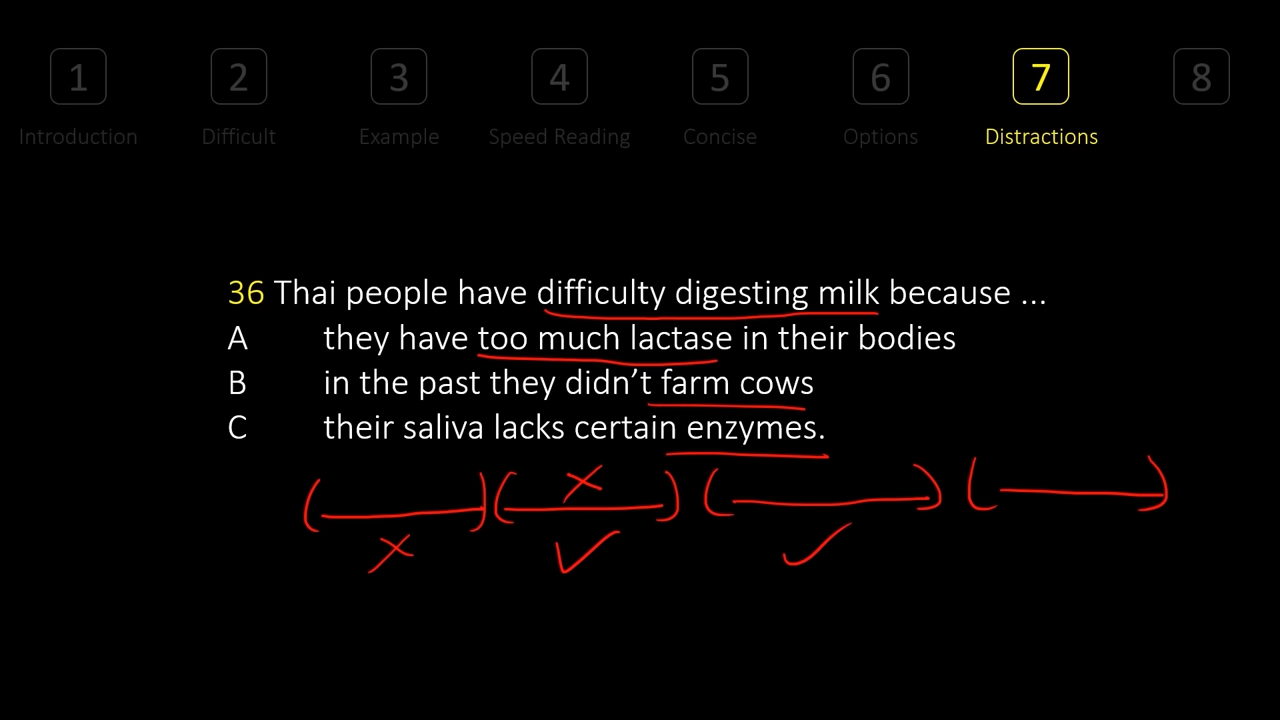 1 2 3 4 5 6 7 8
Introduction Difficult Example Speed Reading Concise Options Distractions
36 Thai people have difficulty digesting milk because ...
A they have too much lactase in their bodies
B in the past they didn’t farm cows
C their saliva lacks certain enzymes.